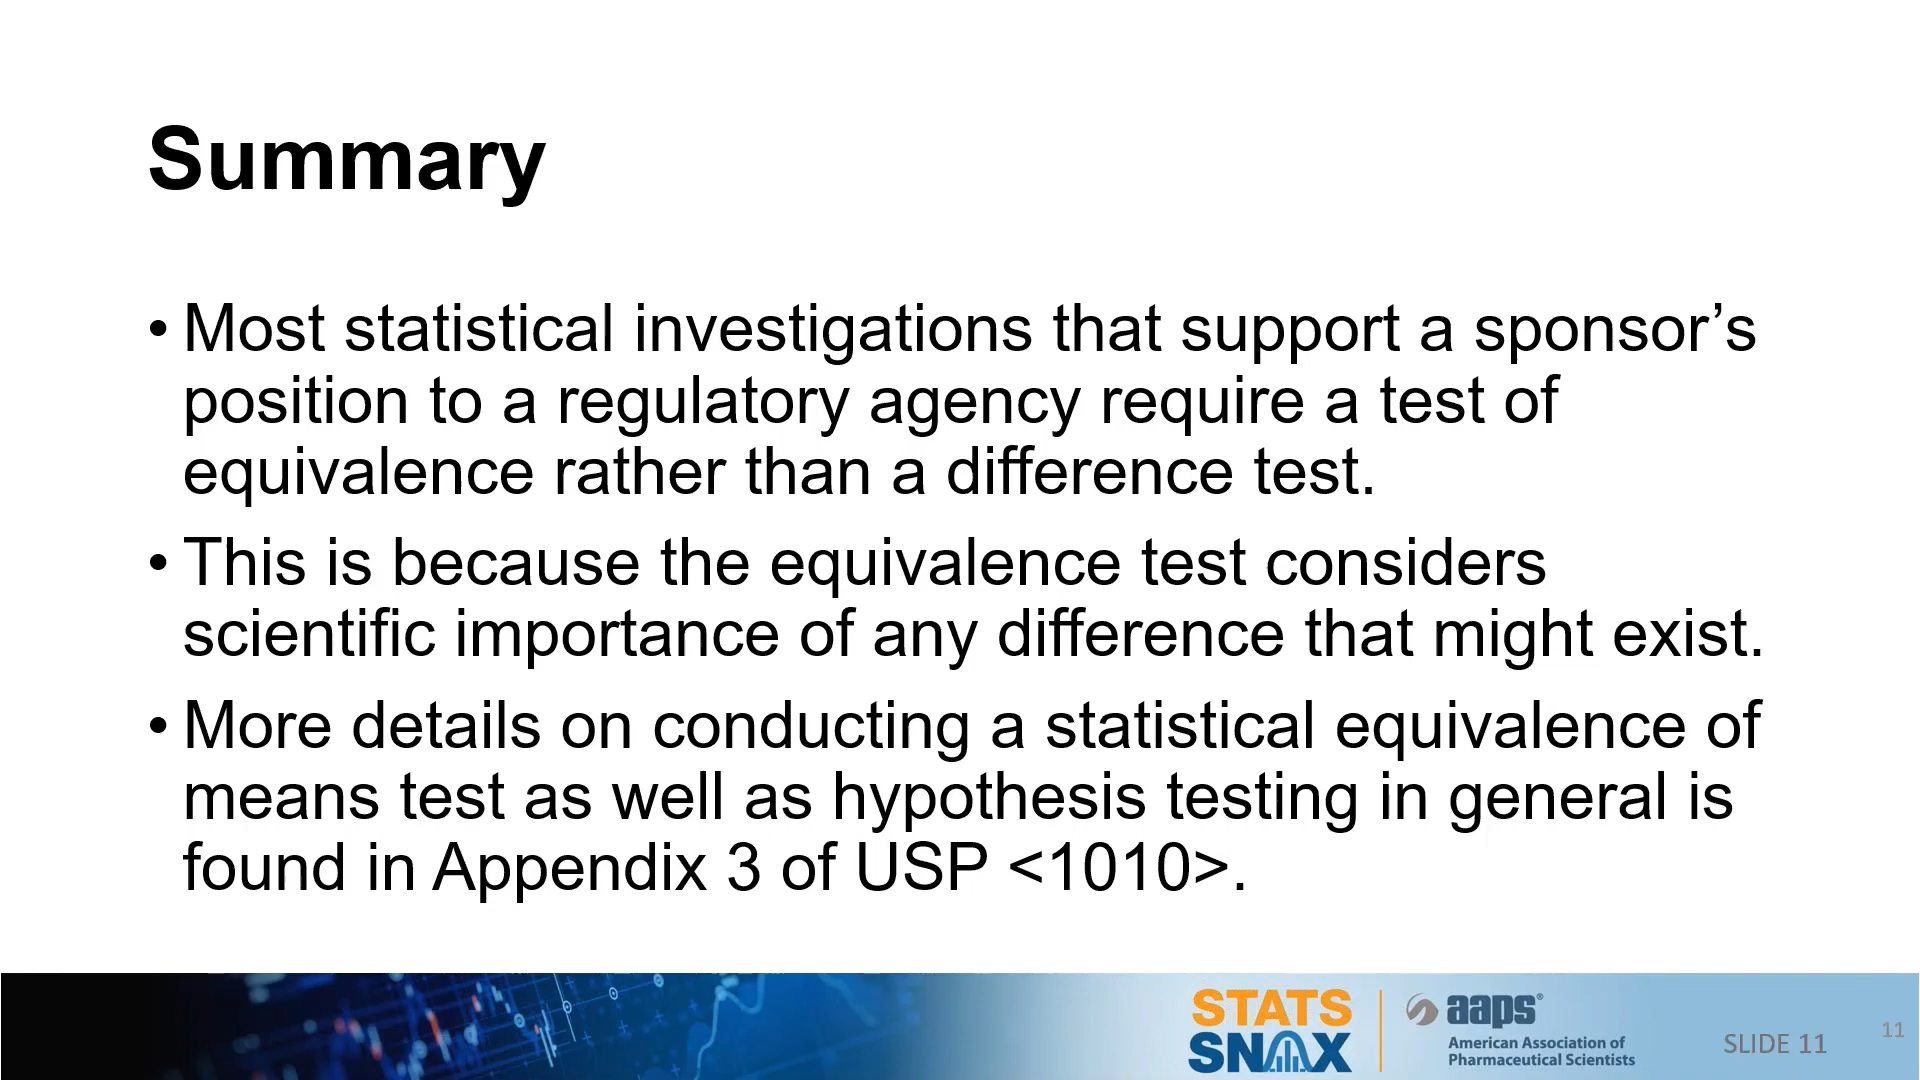 Summary
• Most statistical investigations that support a sponsor’s
position to a regulatory agency require a test of
equivalence rather than a difference test.
• This is because the equivalence test considers
scientific importance of any difference that might exist.
• More details on conducting a statistical equivalence of
means test as well as hypothesis testing in general is
found in Appendix 3 of USP <1010>.
STATS
SNAX
aaps®
American Association of
Pharmaceutical Scientists
SLIDE 11
11